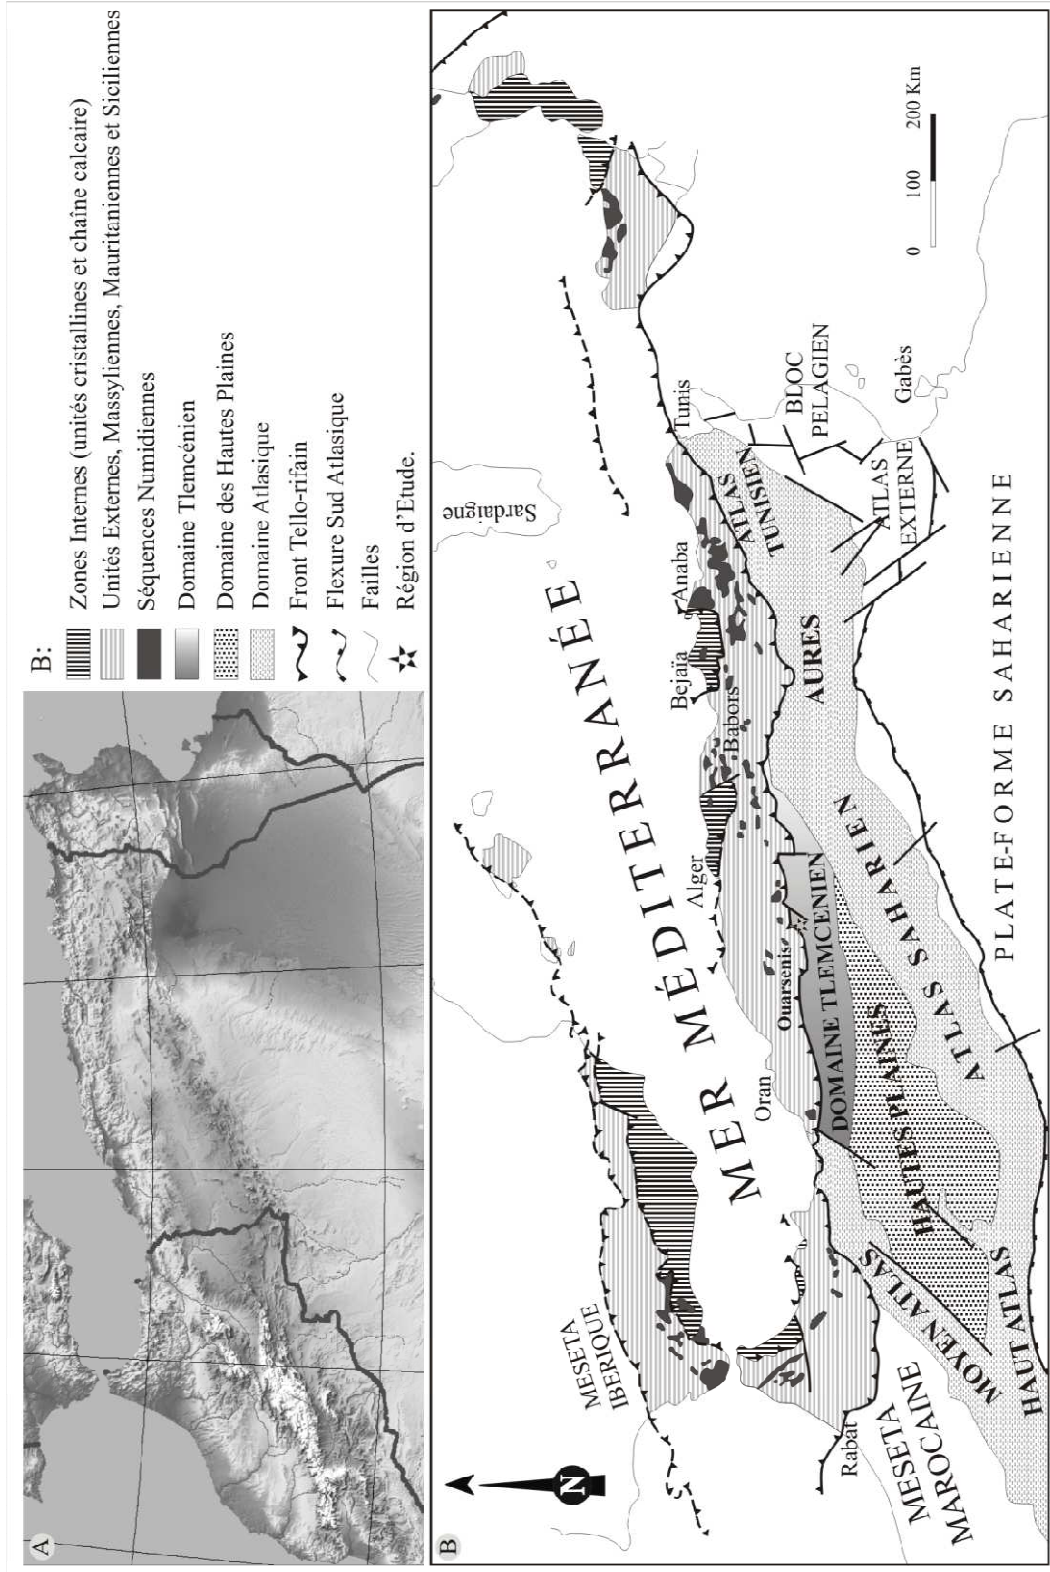 A
B:
Zones Internes (unités cristallines et chaîne calcaire)
Unités Externes, Massyliennes, Mauritaniennes et Siciliennes
Séquences Numidiennes
Domaine Tlemcénien
Domaine des Hautes Plaines
Domaine Atlasique
Front Tello-rifain
Flexure Sud Atlasique
Failles
Région d'Etude.
B
N
MESETA
IBERIQUE
MER MÉDITERRANÉE
Sardaigne
Rabat
Oran
Alger
Bejaïa
Anaba
Tunis
Babors
Ouarsenis
DOMAINE TLEMCENIEN
HAUTES PLAINES
ATLAS SAHARIEN
AURES
ATLAS
TUNISIEN
BLOC
PELAGIEN
Gabès
ATLAS
EXTERNE
MESETA
MAROCAINE
MOYEN ATLAS
HAUT ATLAS
PLATE-FORME SAHARIENNE
0 100 200 Km